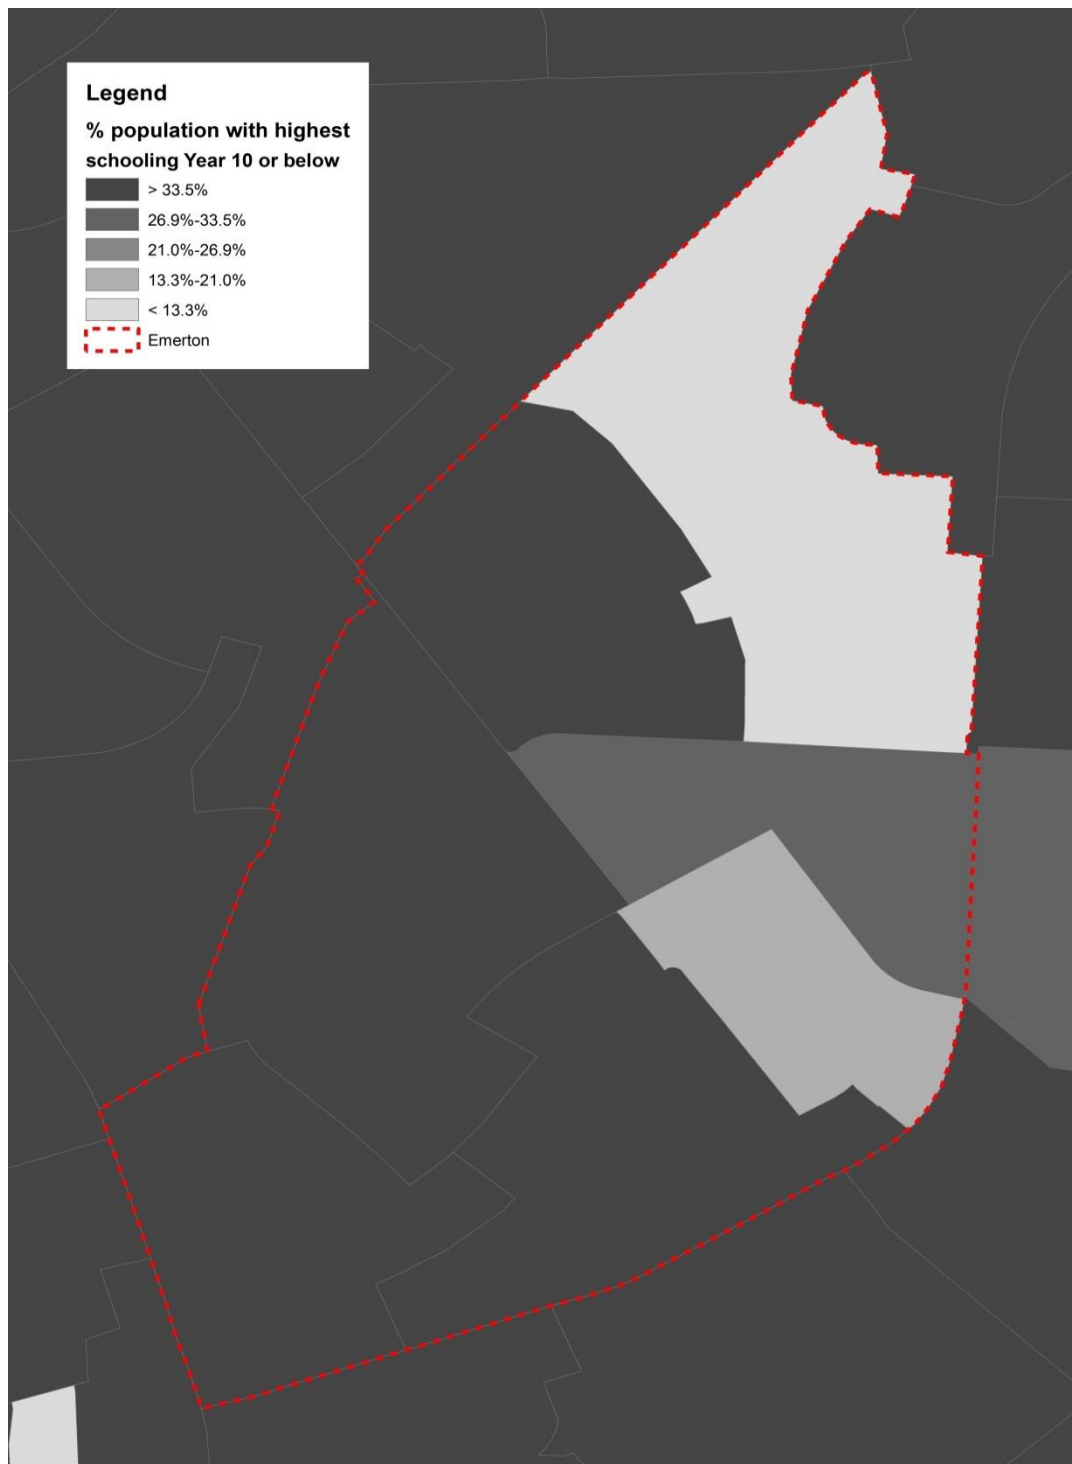 Legend
% population with highest
schooling Year 10 or below
> 33.5%
26.9%-33.5%
21.0%-26.9%
13.3%-21.0%
< 13.3%
Emerton